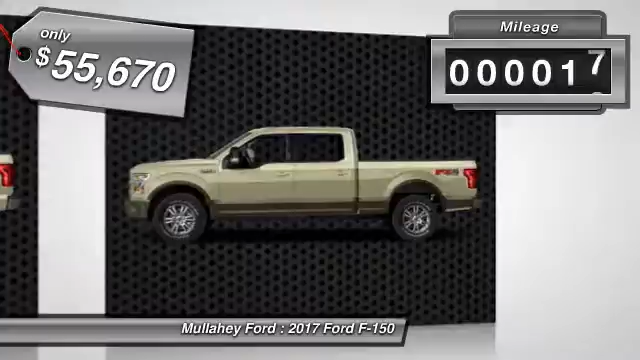 only
$55,670
Mileage
000017
Mullahey Ford : 2017 Ford F-150